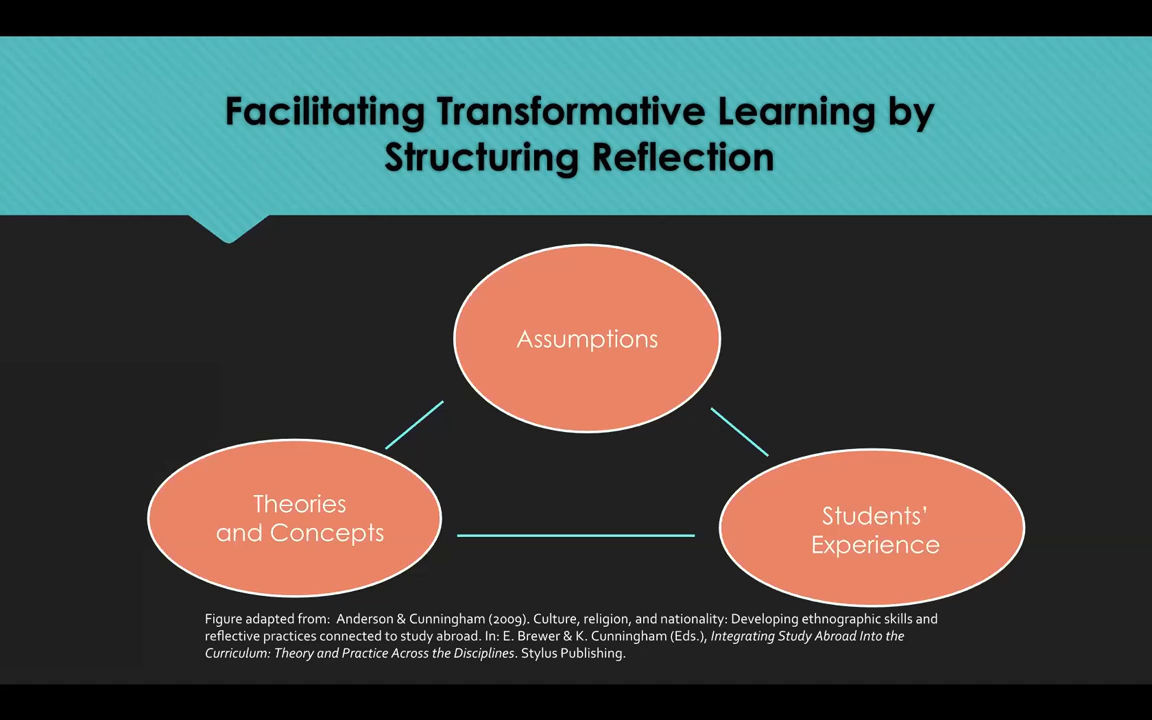 Facilitating Transformative Learning by
Structuring Reflection
Assumptions
Theories
and Concepts
Students’
Experience
Figure adapted from: Anderson & Cunningham (2009). Culture, religion, and nationality: Developing ethnographic skills and
reflective practices connected to study abroad. In: E. Brewer & K. Cunningham (Eds.), Integrating Study Abroad Into the
Curriculum: Theory and Practice Across the Disciplines. Stylus Publishing.